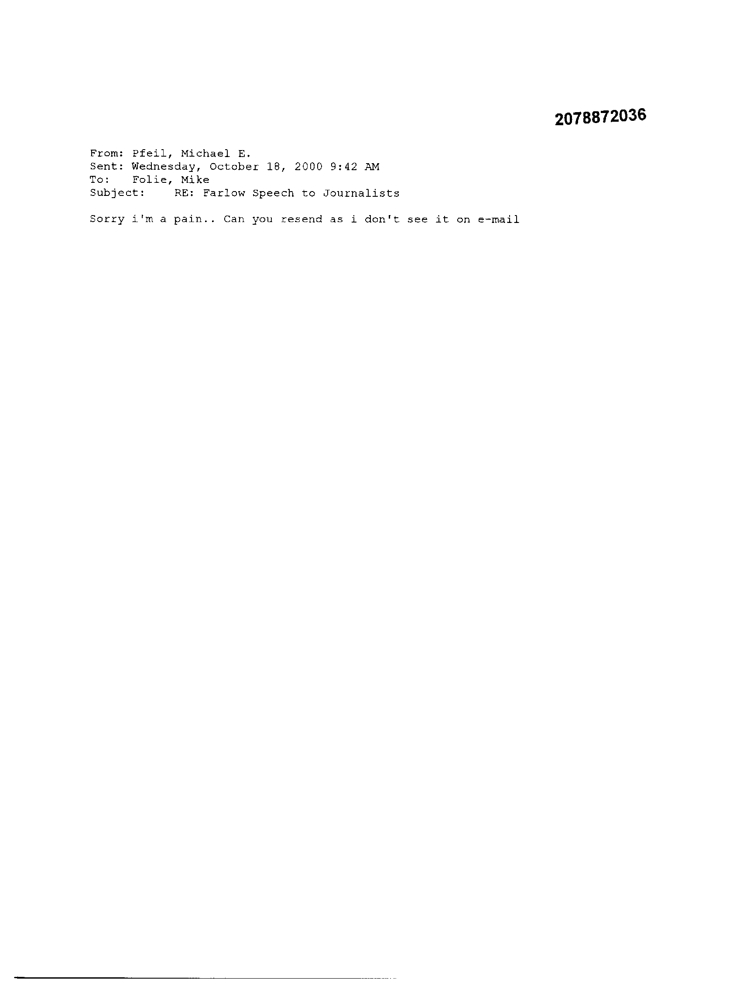 2078872036
From: Pfeil, Michael E.
Sent: Wednesday, October 18, 2000 9:42 AM
To: Folie, Mike
Subject: RE: Farlow Speech to Journalists
Sorry i'm a pain.. Can you resend as i don't see it on e-mail